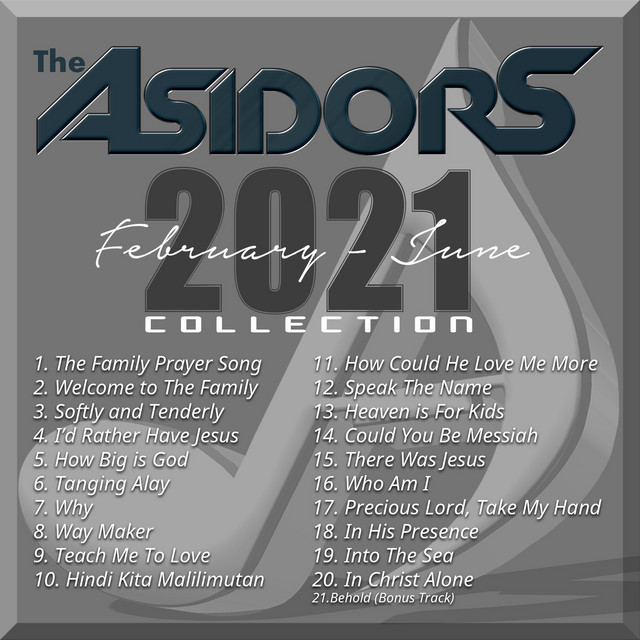 The ASIDORS
2021
February - June
COLLECTION
1. The Family Prayer Song
2. Welcome to The Family
3. Softly and Tenderly
4. I'd Rather Have Jesus
5. How Big is God
6. Tanging Alay
7. Why
8. Way Maker
9. Teach Me To Love
10. Hindi Kita Malilimutan
11. How Could He Love Me More
12. Speak The Name
13. Heaven is For Kids
14. Could You Be Messiah
15. There Was Jesus
16. Who Am I
17. Precious Lord, Take My Hand
18. In His Presence
19. Into The Sea
20. In Christ Alone
21.Behold (Bonus Track)